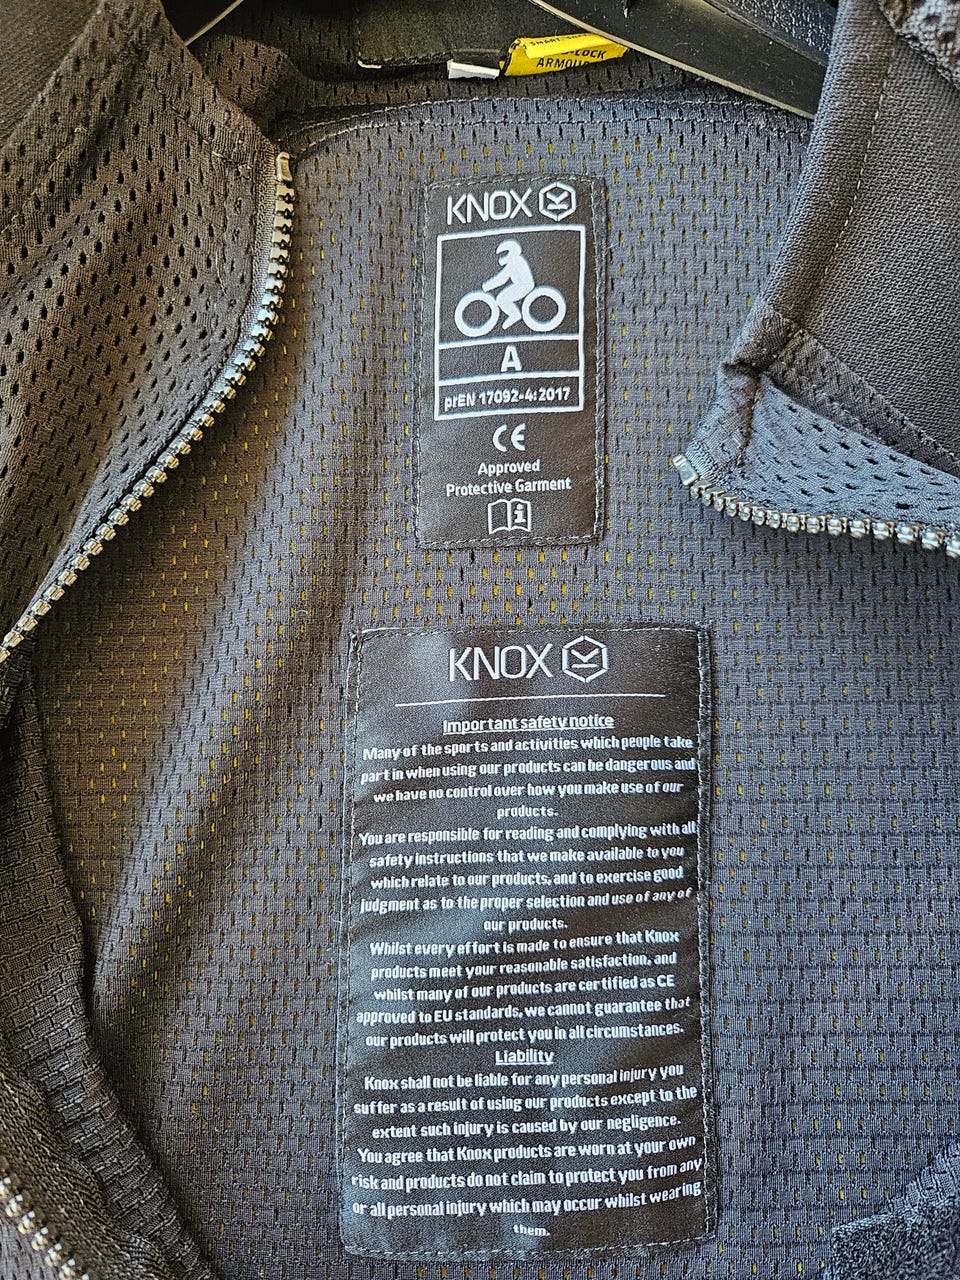 SMART
LOCK
ARMOUR
KNOX
A
prEN 17092-4:2017
CE
Approved
Protective Garment
i
KNOX
Important safety notice
Many of the sports and activities which people take
part in when using our products can be dangerous and
we have no control over how you make use of our
products.
You are responsible for reading and complying with all
safety instructions that we make available to you
which relate to our products, and to exercise good
judgment as to the proper selection and use of any of
our products.
Whilst every effort is made to ensure that Knox
products meet your reasonable satisfaction, and
whilst many of our products are certified as CE
approved to EU standards, we cannot guarantee that
our products will protect you in all circumstances.
Liability
Knox shall not be liable for any personal injury you
suffer as a result of using our products except to the
extent such injury is caused by our negligence.
You agree that Knox products are worn at your own
risk and products do not claim to protect you from any
or all personal injury which may occur whilst wearing
them.